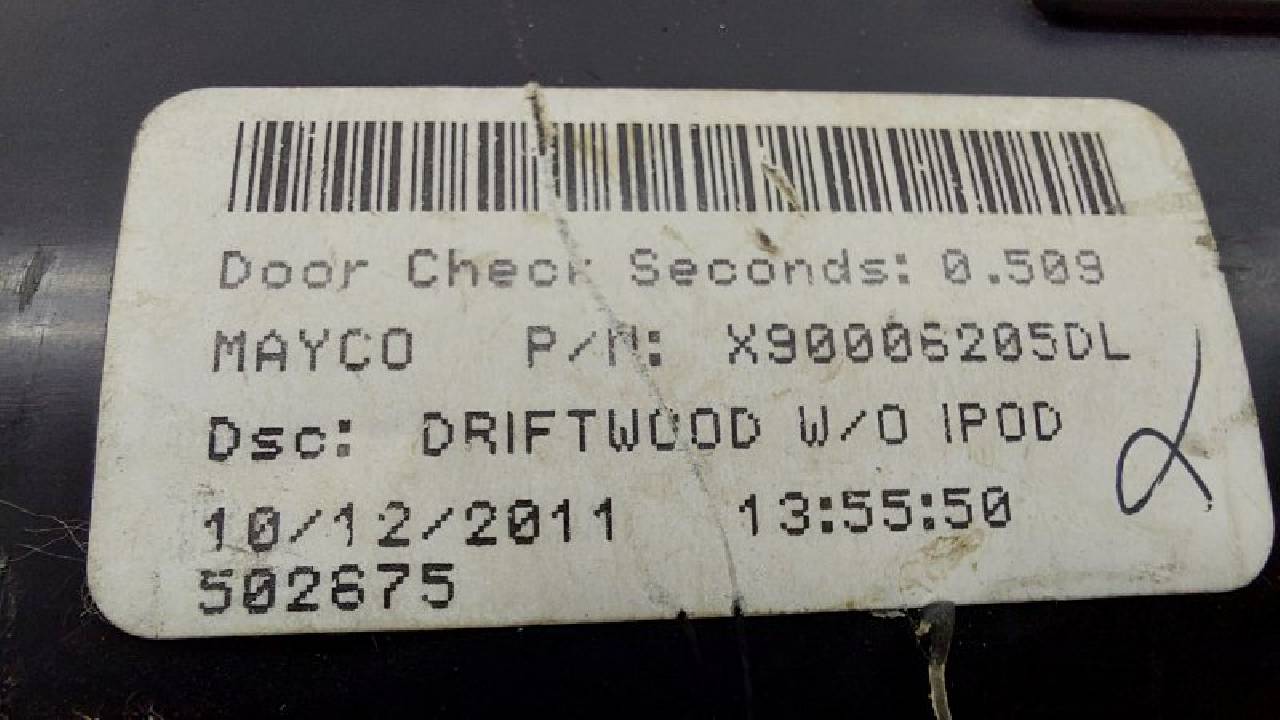 Door Check Seconds: 0.509
MAYCO P/N: X90006205DL
Dsc: DRIFTWOOD W/O IPOD
10/12/2011 13:55:50
502675